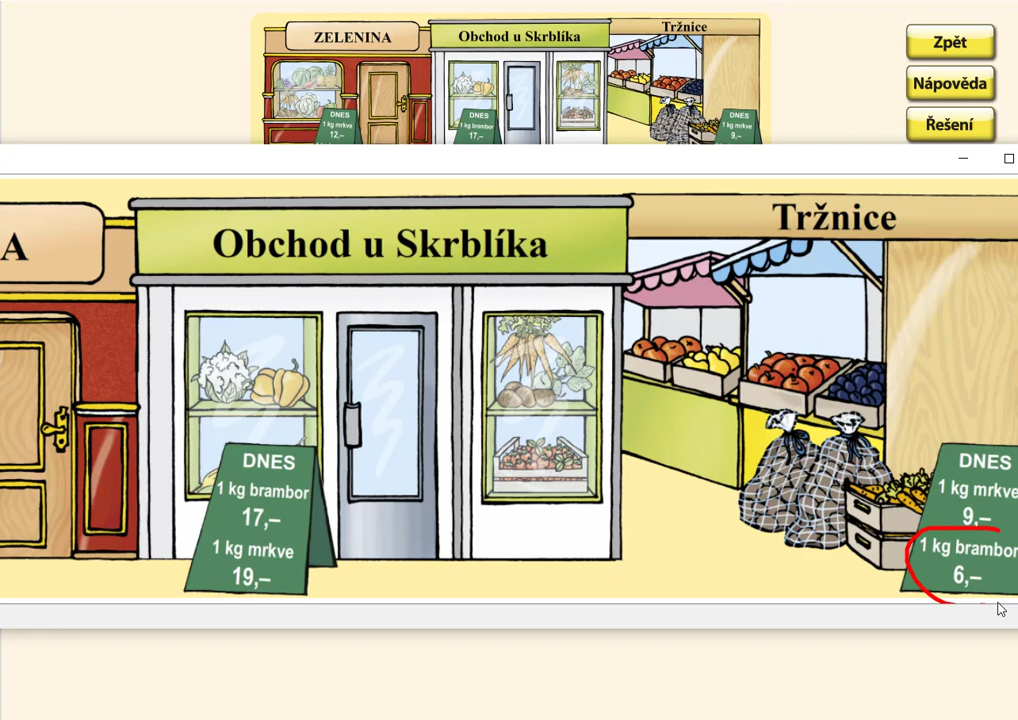 ZELENINA
Obchod u Skrblíka
Tržnice
Zpět
Nápověda
Řešení
DNES
1 kg mrkve
12,–
DNES
1 kg brambor
17,–
DNES
1 kg mrkve
9,–
A
Obchod u Skrblíka
Tržnice
DNES
1 kg brambor
17,–
1 kg mrkve
19,–
DNES
1 kg mrkve
9,–
1 kg brambor
6,–